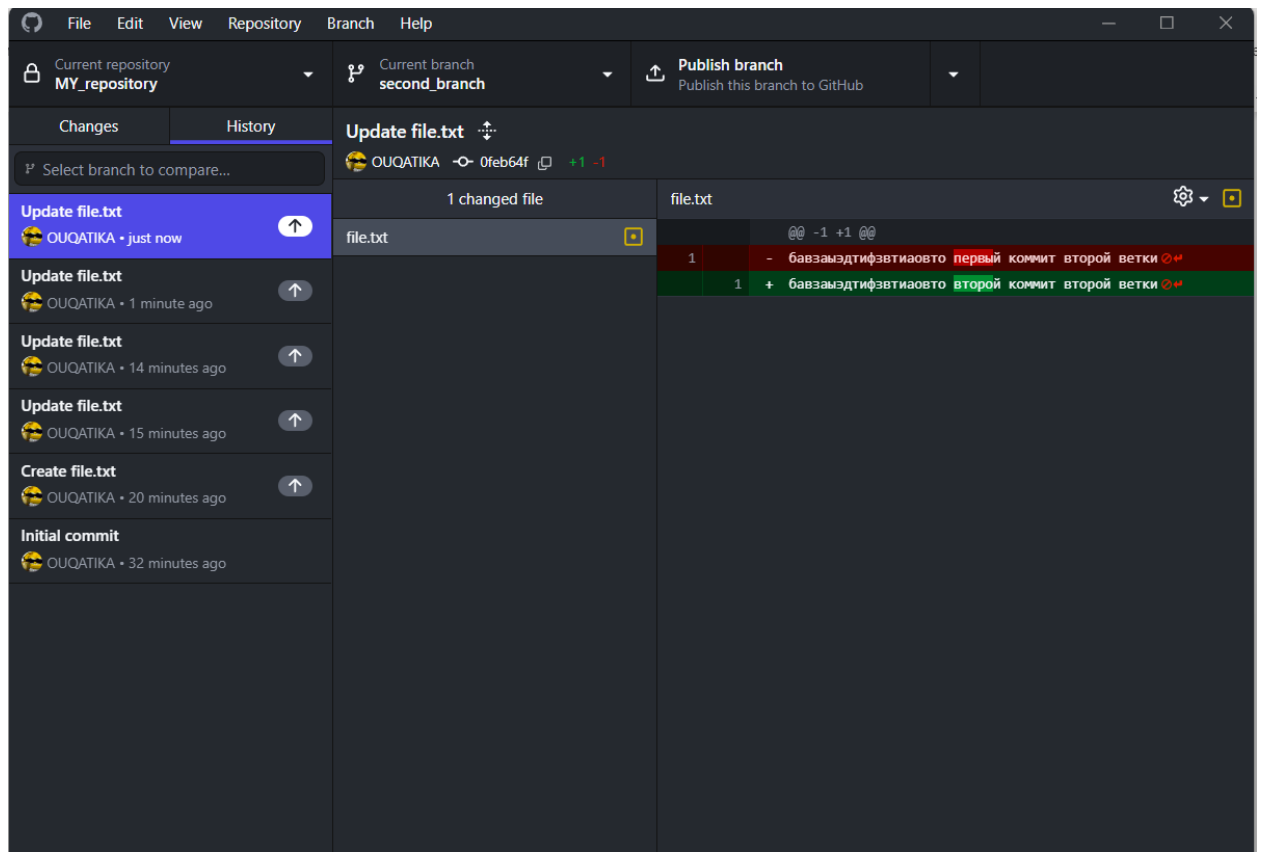 File Edit View Repository Branch Help
Current repository
MY_repository
Current branch
second_branch
Publish branch
Publish this branch to GitHub
Changes History
Select branch to compare...
Update file.txt
OUQATIKA • just now
Update file.txt
OUQATIKA • 1 minute ago
Update file.txt
OUQATIKA • 14 minutes ago
Update file.txt
OUQATIKA • 15 minutes ago
Create file.txt
OUQATIKA • 20 minutes ago
Initial commit
OUQATIKA • 32 minutes ago
Update file.txt
OUQATIKA 0feb64f +1 -1
1 changed file
file.txt
file.txt
@@ -1 +1 @@
1 - бавзаыэдтифзвтиаовто первый коммит второй ветки
1 + бавзаыэдтифзвтиаовто второй коммит второй ветки